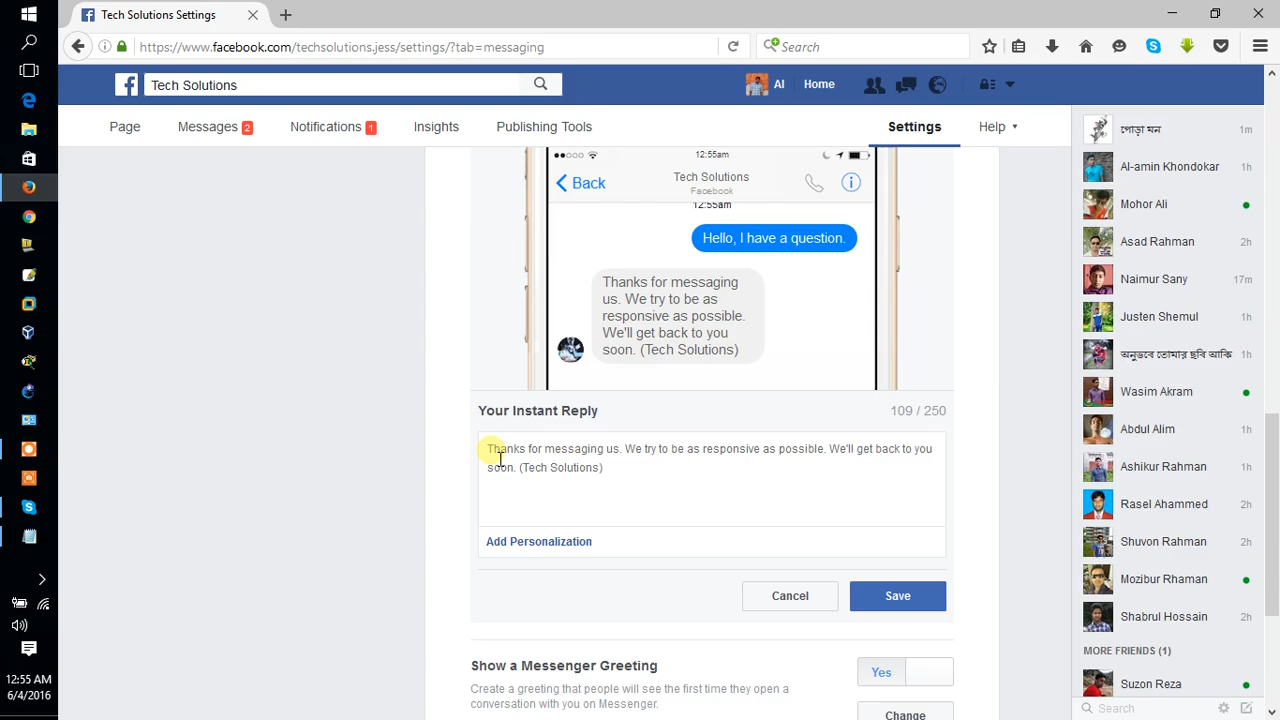 Tech Solutions Settings
https://www.facebook.com/techsolutions.jess/settings/?tab=messaging
Search
Tech Solutions
Al
Home
Page
Messages 2
Notifications 1
Insights
Publishing Tools
Settings
Help
12:55am
Back
Tech Solutions
Facebook
12:55am
Hello, I have a question.
Thanks for messaging
us. We try to be as
responsive as possible.
We'll get back to you
soon. (Tech Solutions)
Your Instant Reply
109 / 250
Thanks for messaging us. We try to be as responsive as possible. We'll get back to you
soon. (Tech Solutions)
Add Personalization
Cancel
Save
Show a Messenger Greeting
Yes
Create a greeting that people will see the first time they open a
conversation with you on Messenger.
Change
পোড়া মন 1m
Al-amin Khondokar 1h
Mohor Ali
Asad Rahman 2h
Naimur Sany 17m
Justen Shemul 1h
অনুভবে তোমার ছবি আকি 1h
Wasim Akram
Abdul Alim 1h
Ashikur Rahman 1h
Rasel Ahammed 2h
Shuvon Rahman 2h
Mozibur Rhaman
Shabrul Hossain 2h
MORE FRIENDS (1)
Suzon Reza
Search
12:55 AM
6/4/2016